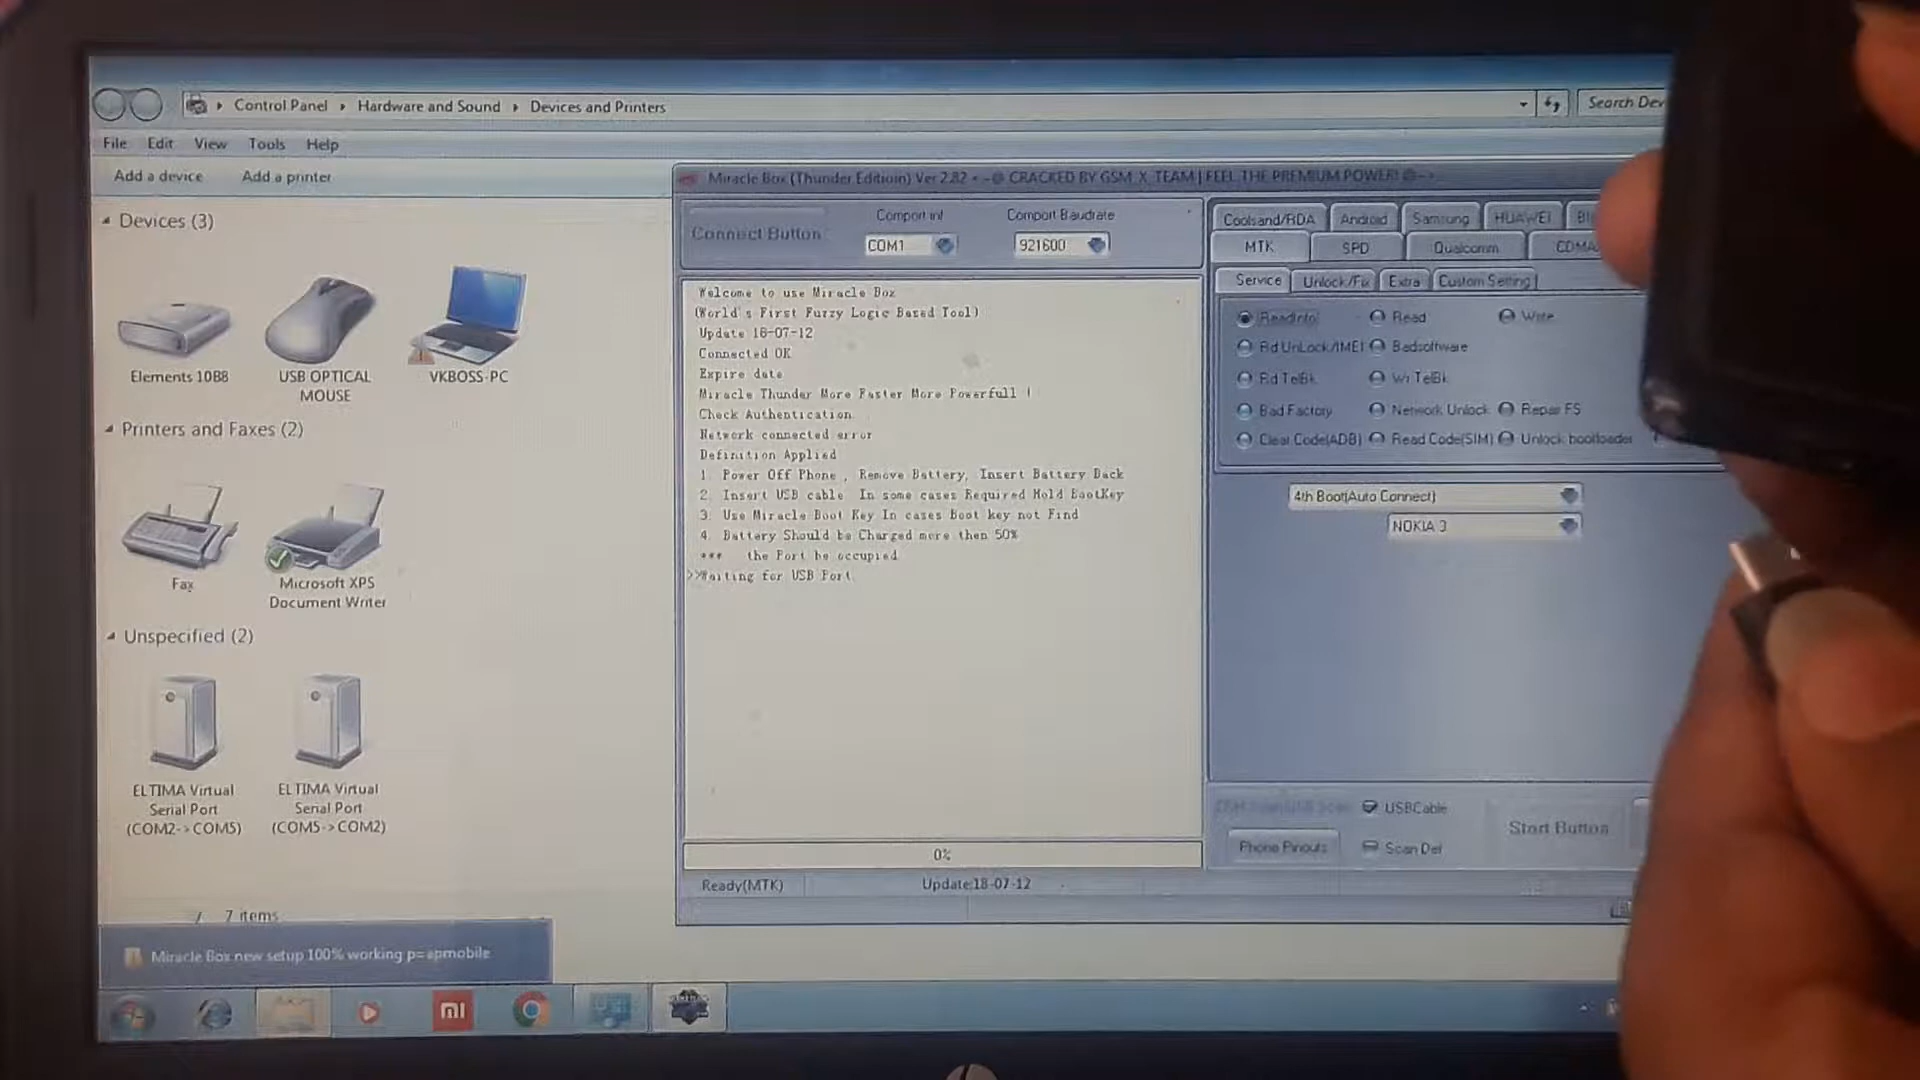 Control Panel
Hardware and Sound
Devices and Printers
Search Dev
File Edit View Tools Help
Add a device
Add a printer
Devices (3)
Elements 10B8
USB OPTICAL
MOUSE
VKBOSS-PC
Printers and Faxes (2)
Fax
Microsoft XPS
Document Writer
Unspecified (2)
ELTIMA Virtual
Serial Port
(COM2->COM5)
ELTIMA Virtual
Serial Port
(COM5->COM2)
7 items
Miracle Box new setup 100% working p=apmobile
Miracle Box (Thunder Editioin) Ver 2.82 < ~@ CRACKED BY GSM_X_TEAM | FEEL THE PREMIUM POWER! @~>
Connect Button
Comport inf
COM1
Comport Baudrate
921600
Welcome to use Miracle Box
(World's First Fuzzy Logic Based Tool)
Update 18-07-12
Connected OK
Expire date
Miracle Thunder More Faster More Powerfull !
Check Authentication
Network connected error
Definition Applied
1. Power Off Phone , Remove Battery, Insert Battery Back
2. Insert USB cable. In some cases Required Hold BootKey
3. Use Miracle Boot Key In cases Boot key not Find
4. Battery Should be Charged more then 50%
*** the Port be occupied
>>Waiting for USB Port
0%
Ready(MTK)
Update:18-07-12
Coolsand/RDA Android Samsung HUAWEI
MTK SPD Qualcomm CDMA
Service Unlock/Fix Extra Custom Setting
ReadInfo Read Write
Rd UnLock/IMEI Badsoftware
Rd TelBk Wr TelBk
Bad Factory Network Unlock Repair FS
Clear Code(ADB) Read Code(SIM) Unlock bootloader
4th Boot(Auto Connect)
NOKIA 3
USBCable
Start Button
Phone Pinouts
Scan Def
mi